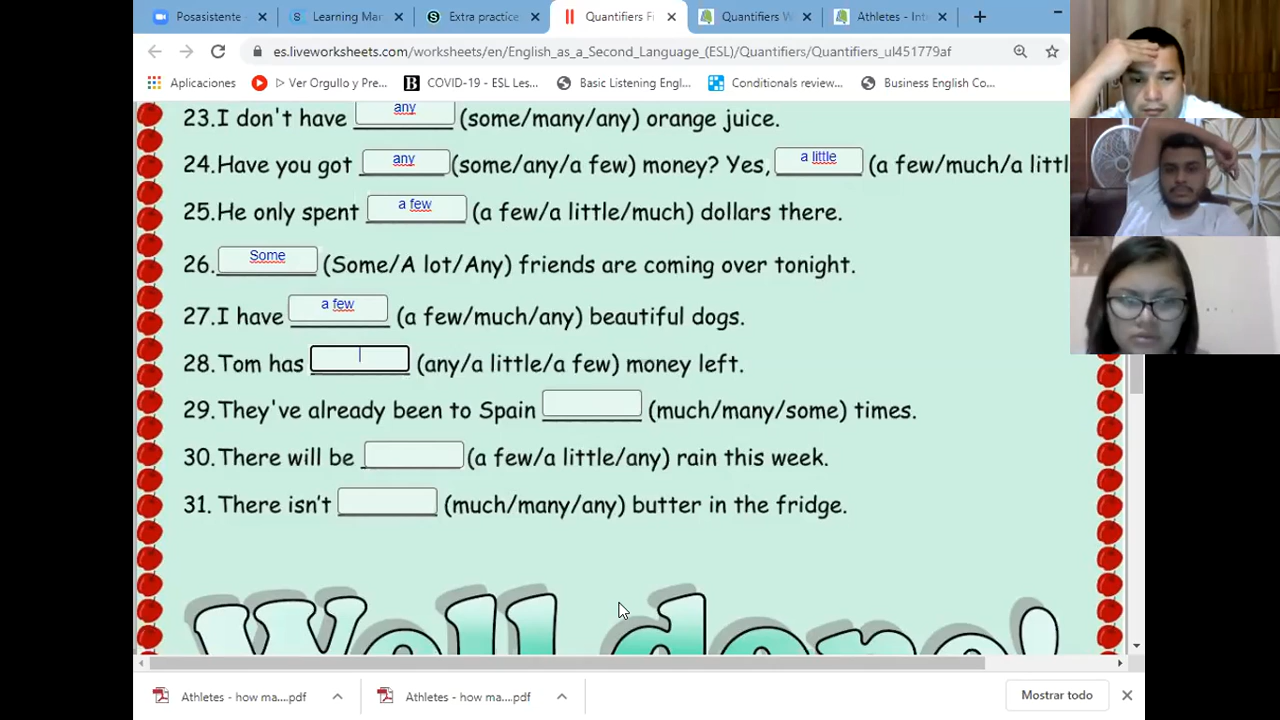 Posasistente
Learning Mar
Extra practice
Quantifiers Fi
Quantifiers W
Athletes - Int
es.liveworksheets.com/worksheets/en/English_as_a_Second_Language_(ESL)/Quantifiers/Quantifiers_ul451779af
Aplicaciones
Ver Orgullo y Pre...
COVID-19 - ESL Les...
Basic Listening Engl...
Conditionals review...
Business English Co...
23.I don't have any (some/many/any) orange juice.
24.Have you got any (some/any/a few) money? Yes, a little (a few/much/a littl
25.He only spent a few (a few/a little/much) dollars there.
26. Some (Some/A lot/Any) friends are coming over tonight.
27.I have a few (a few/much/any) beautiful dogs.
28.Tom has (any/a little/a few) money left.
29.They've already been to Spain (much/many/some) times.
30.There will be (a few/a little/any) rain this week.
31. There isn't (much/many/any) butter in the fridge.
Well done!
Athletes - how ma....pdf
Athletes - how ma....pdf
Mostrar todo